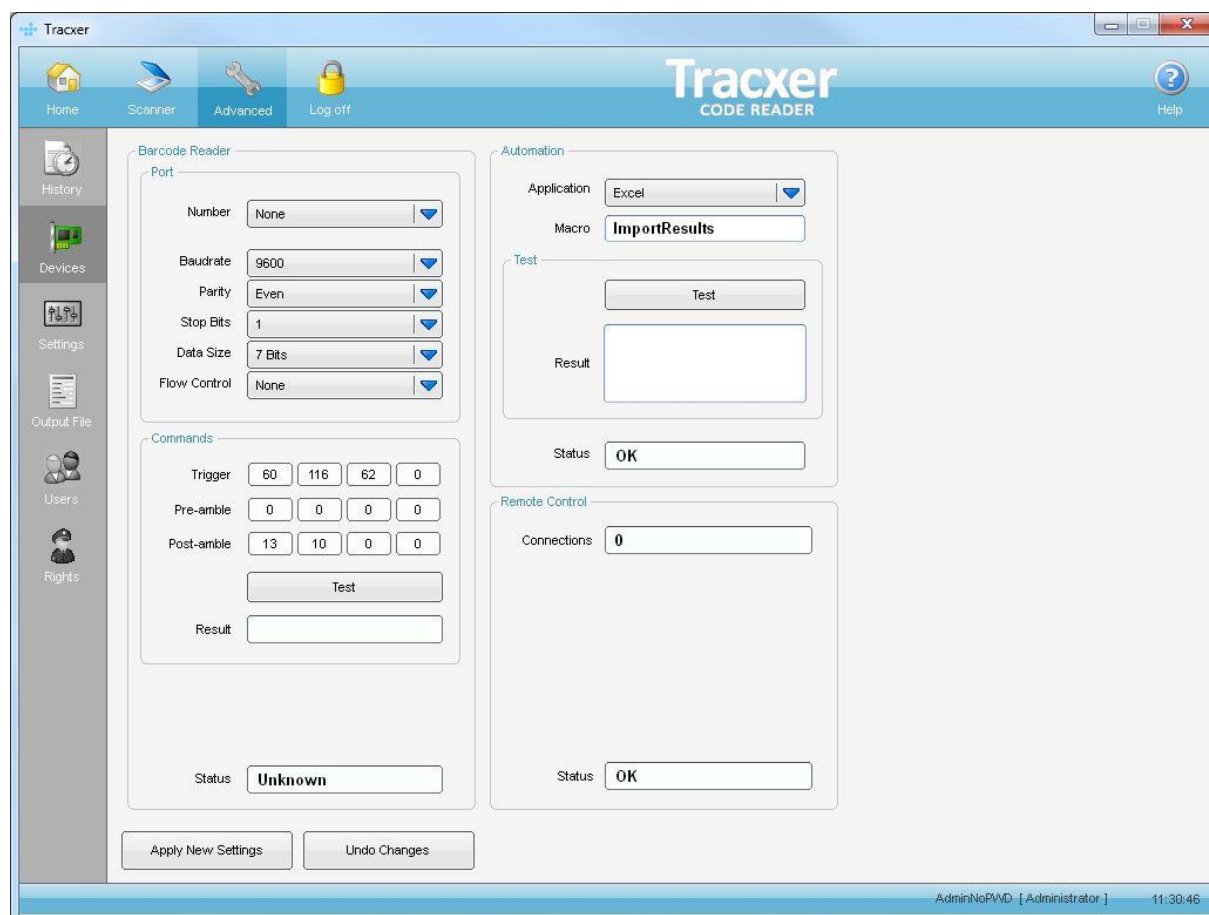 Tracxer
Home
Scanner
Advanced
Log off
Tracxer
CODE READER
Help
History
Devices
Settings
Output File
Users
Rights
Barcode Reader
Port
Number None
Baudrate 9600
Parity Even
Stop Bits 1
Data Size 7 Bits
Flow Control None
Commands
Trigger 60 116 62 0
Pre-amble 0 0 0 0
Post-amble 13 10 0 0
Test
Result
Status Unknown
Automation
Application Excel
Macro ImportResults
Test
Test
Result
Status OK
Remote Control
Connections 0
Status OK
Apply New Settings
Undo Changes
AdminNoPWD [ Administrator ] 11:30:46